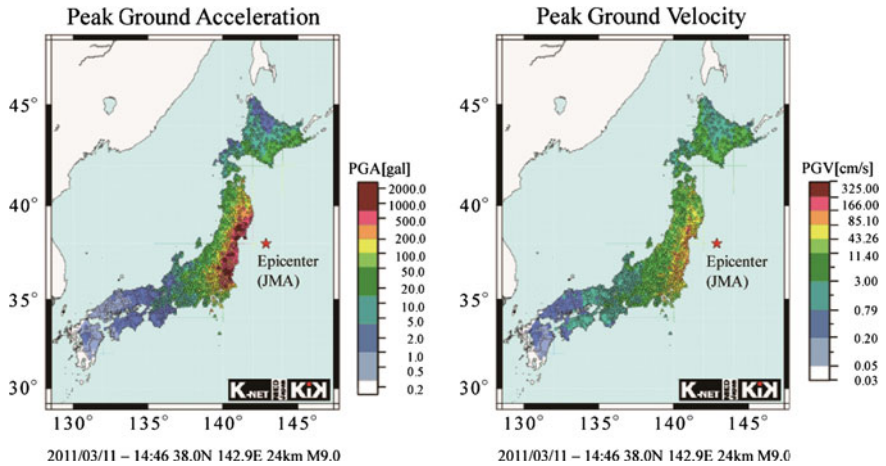 Peak Ground Acceleration
45°
40°
35°
30°
130°
135°
140°
145°
Epicenter
(JMA)
K-NET
NIED
Japan
KiK
PGA[gal]
2000.0
1000.0
500.0
200.0
100.0
50.0
20.0
10.0
5.0
2.0
1.0
0.5
0.2
2011/03/11 – 14:46 38.0N 142.9E 24km M9.0
Peak Ground Velocity
45°
40°
35°
30°
130°
135°
140°
145°
Epicenter
(JMA)
K-NET
NIED
Japan
KiK
PGV[cm/s]
325.00
166.00
85.10
43.26
11.40
3.00
0.79
0.20
0.05
0.03
2011/03/11 – 14:46 38.0N 142.9E 24km M9.0